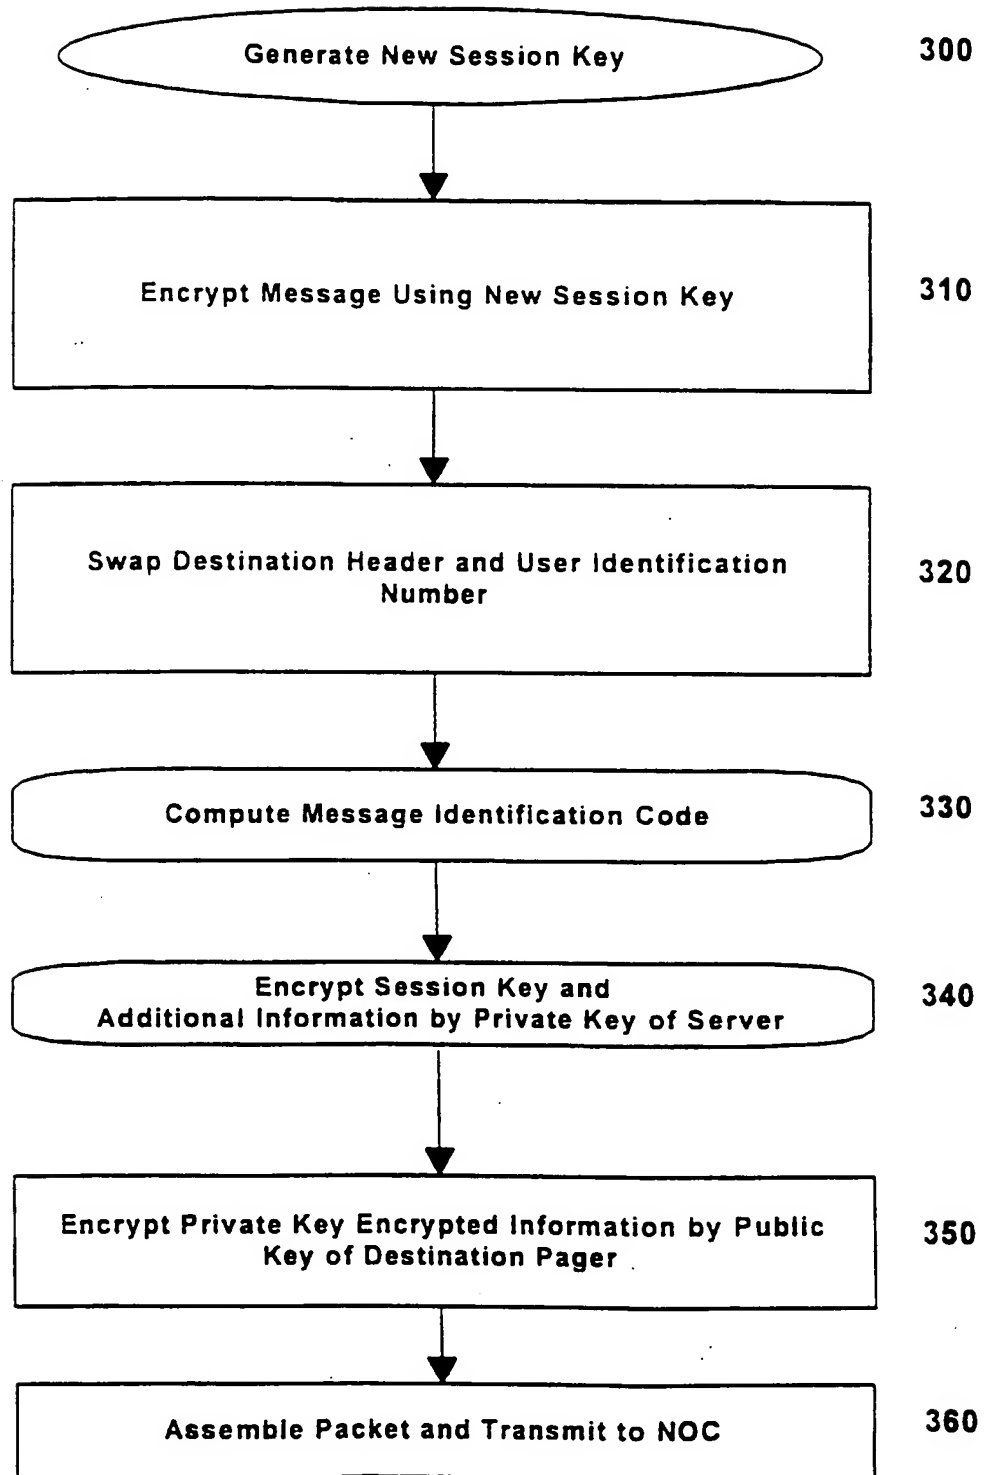 Generate New Session Key
300
Encrypt Message Using New Session Key
310
Swap Destination Header and User Identification
Number
320
Compute Message Identification Code
330
Encrypt Session Key and
Additional Information by Private Key of Server
340
Encrypt Private Key Encrypted Information by Public
Key of Destination Pager
350
Assemble Packet and Transmit to NOC
360